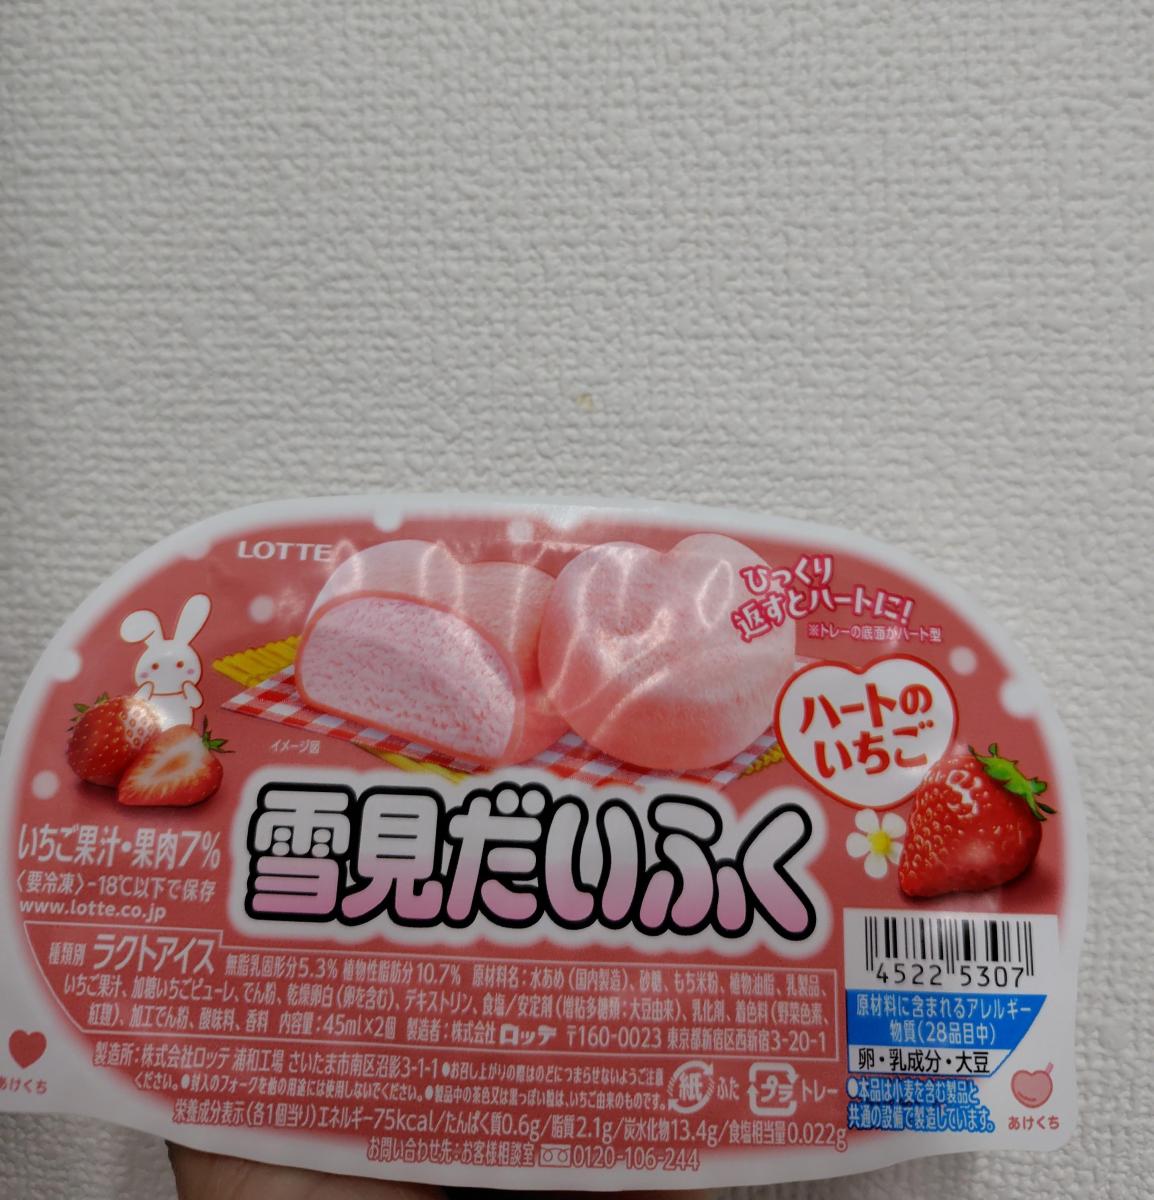 LOTTE
びっくり
返すとハートに!
※トレーの底面がハート型
ハートの
いちご
イメージ図
雪見だいふく
いちご果汁・果肉7%
〈要冷凍〉-18℃以下で保存
www.lotte.co.jp
種類別 ラクトアイス 無脂乳固形分5.3% 植物性脂肪分10.7% 原材料名:水あめ(国内製造)、砂糖、もち米粉、植物油脂、乳製品、
いちご果汁、加糖いちごピューレ、でん粉、乾燥卵白(卵を含む)、デキストリン、食塩/安定剤(増粘多糖類:大豆由来)、乳化剤、着色料(野菜色素、
紅麹)、加工でん粉、酸味料、香料 内容量:45ml×2個 製造者:株式会社 ロッテ 〒160-0023 東京都新宿区西新宿3-20-1
製造所:株式会社ロッテ 浦和工場 さいたま市南区沼影3-1-1 ●お召し上がりの際はのどにつまらせないようご注意
ください。●封入のフォークを他の用途には使用しないでください。●製品中の茶色又は黒っぽい粒は、いちご由来のものです。
紙 ふた プラ トレー
栄養成分表示(各1個当り)エネルギー75kcal/たんぱく質0.6g/脂質2.1g/炭水化物13.4g/食塩相当量0.022g
お問い合わせ先:お客様相談室 0120-106-244
4522 5307
原材料に含まれるアレルギー
物質(28品目中)
卵・乳成分・大豆
●本品は小麦を含む製品と
共通の設備で製造しています。
あけくち
あけくち